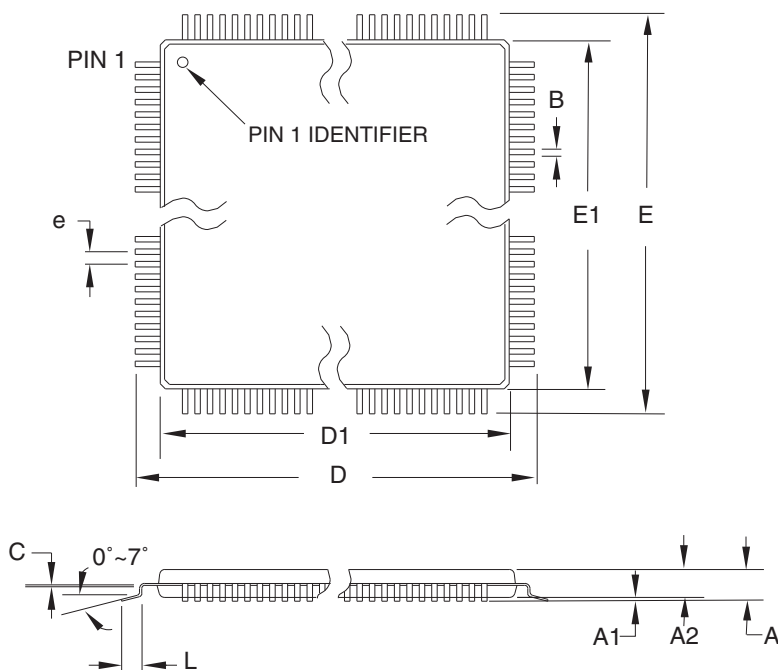 PIN 1
PIN 1 IDENTIFIER
B
e
E1
E
D1
D
C
0°~7°
L
A1
A2
A